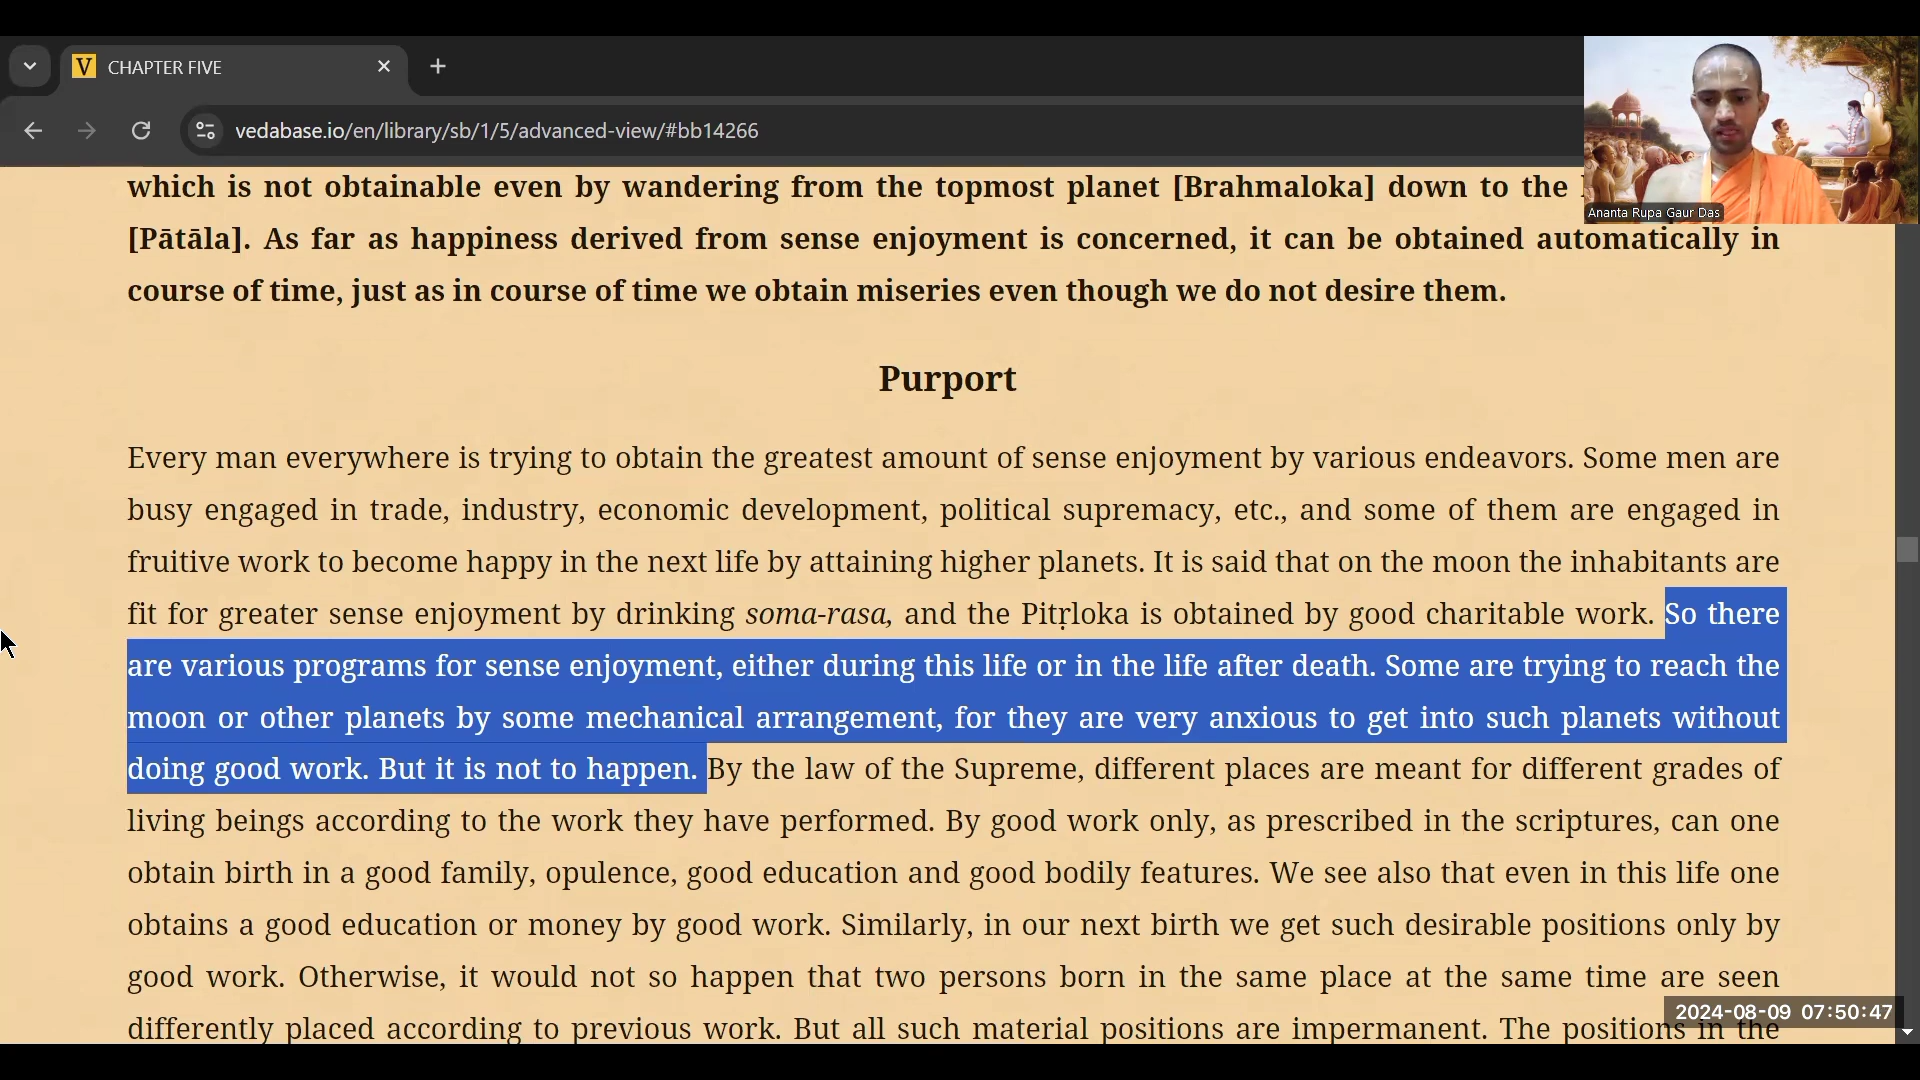 V CHAPTER FIVE
vedabase.io/en/library/sb/1/5/advanced-view/#bb14266
Ananta Rupa Gaur Das
which is not obtainable even by wandering from the topmost planet [Brahmaloka] down to the
[Pātāla]. As far as happiness derived from sense enjoyment is concerned, it can be obtained automatically in
course of time, just as in course of time we obtain miseries even though we do not desire them.
Purport
Every man everywhere is trying to obtain the greatest amount of sense enjoyment by various endeavors. Some men are
busy engaged in trade, industry, economic development, political supremacy, etc., and some of them are engaged in
fruitive work to become happy in the next life by attaining higher planets. It is said that on the moon the inhabitants are
fit for greater sense enjoyment by drinking soma-rasa, and the Pitṛloka is obtained by good charitable work. So there
are various programs for sense enjoyment, either during this life or in the life after death. Some are trying to reach the
moon or other planets by some mechanical arrangement, for they are very anxious to get into such planets without
doing good work. But it is not to happen. By the law of the Supreme, different places are meant for different grades of
living beings according to the work they have performed. By good work only, as prescribed in the scriptures, can one
obtain birth in a good family, opulence, good education and good bodily features. We see also that even in this life one
obtains a good education or money by good work. Similarly, in our next birth we get such desirable positions only by
good work. Otherwise, it would not so happen that two persons born in the same place at the same time are seen
differently placed according to previous work. But all such material positions are impermanent. The positions in the
2024-08-09 07:50:47